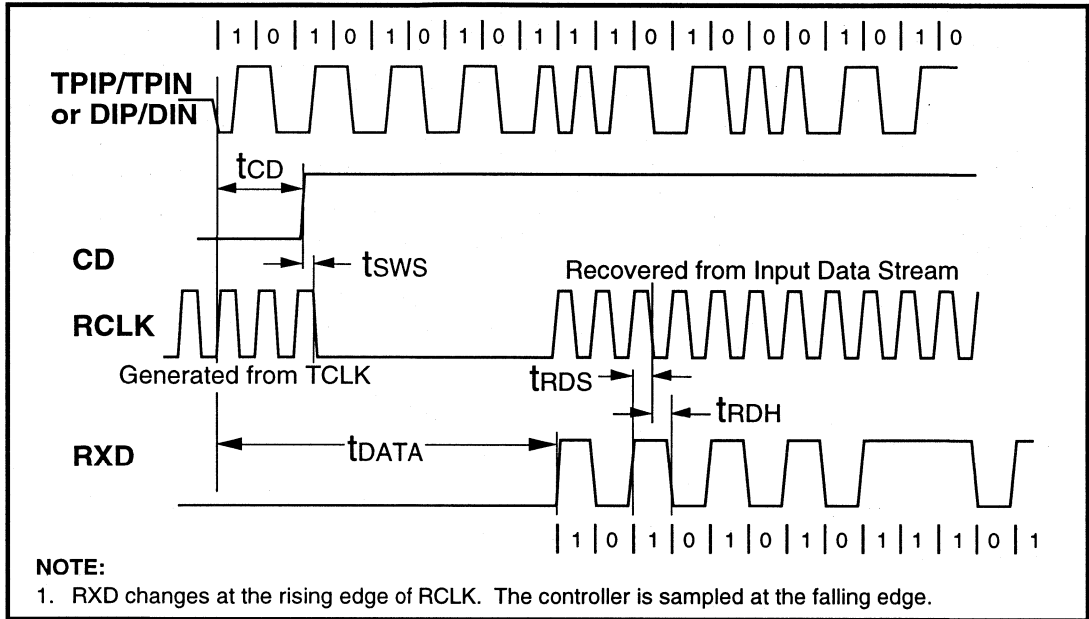 | 1 | 0 | 1 | 0 | 1 | 0 | 1 | 0 | 1 | 1 | 1 | 0 | 1 | 0 | 0 | 0 | 1 | 0 | 1 | 0
TPIP/TPIN
or DIP/DIN
tCD
CD
tSWS
Recovered from Input Data Stream
RCLK
Generated from TCLK
tRDS
tRDH
RXD
tDATA
| 1 | 0 | 1 | 0 | 1 | 0 | 1 | 0 | 1 | 1 | 1 | 0 | 1
NOTE:
1. RXD changes at the rising edge of RCLK. The controller is sampled at the falling edge.